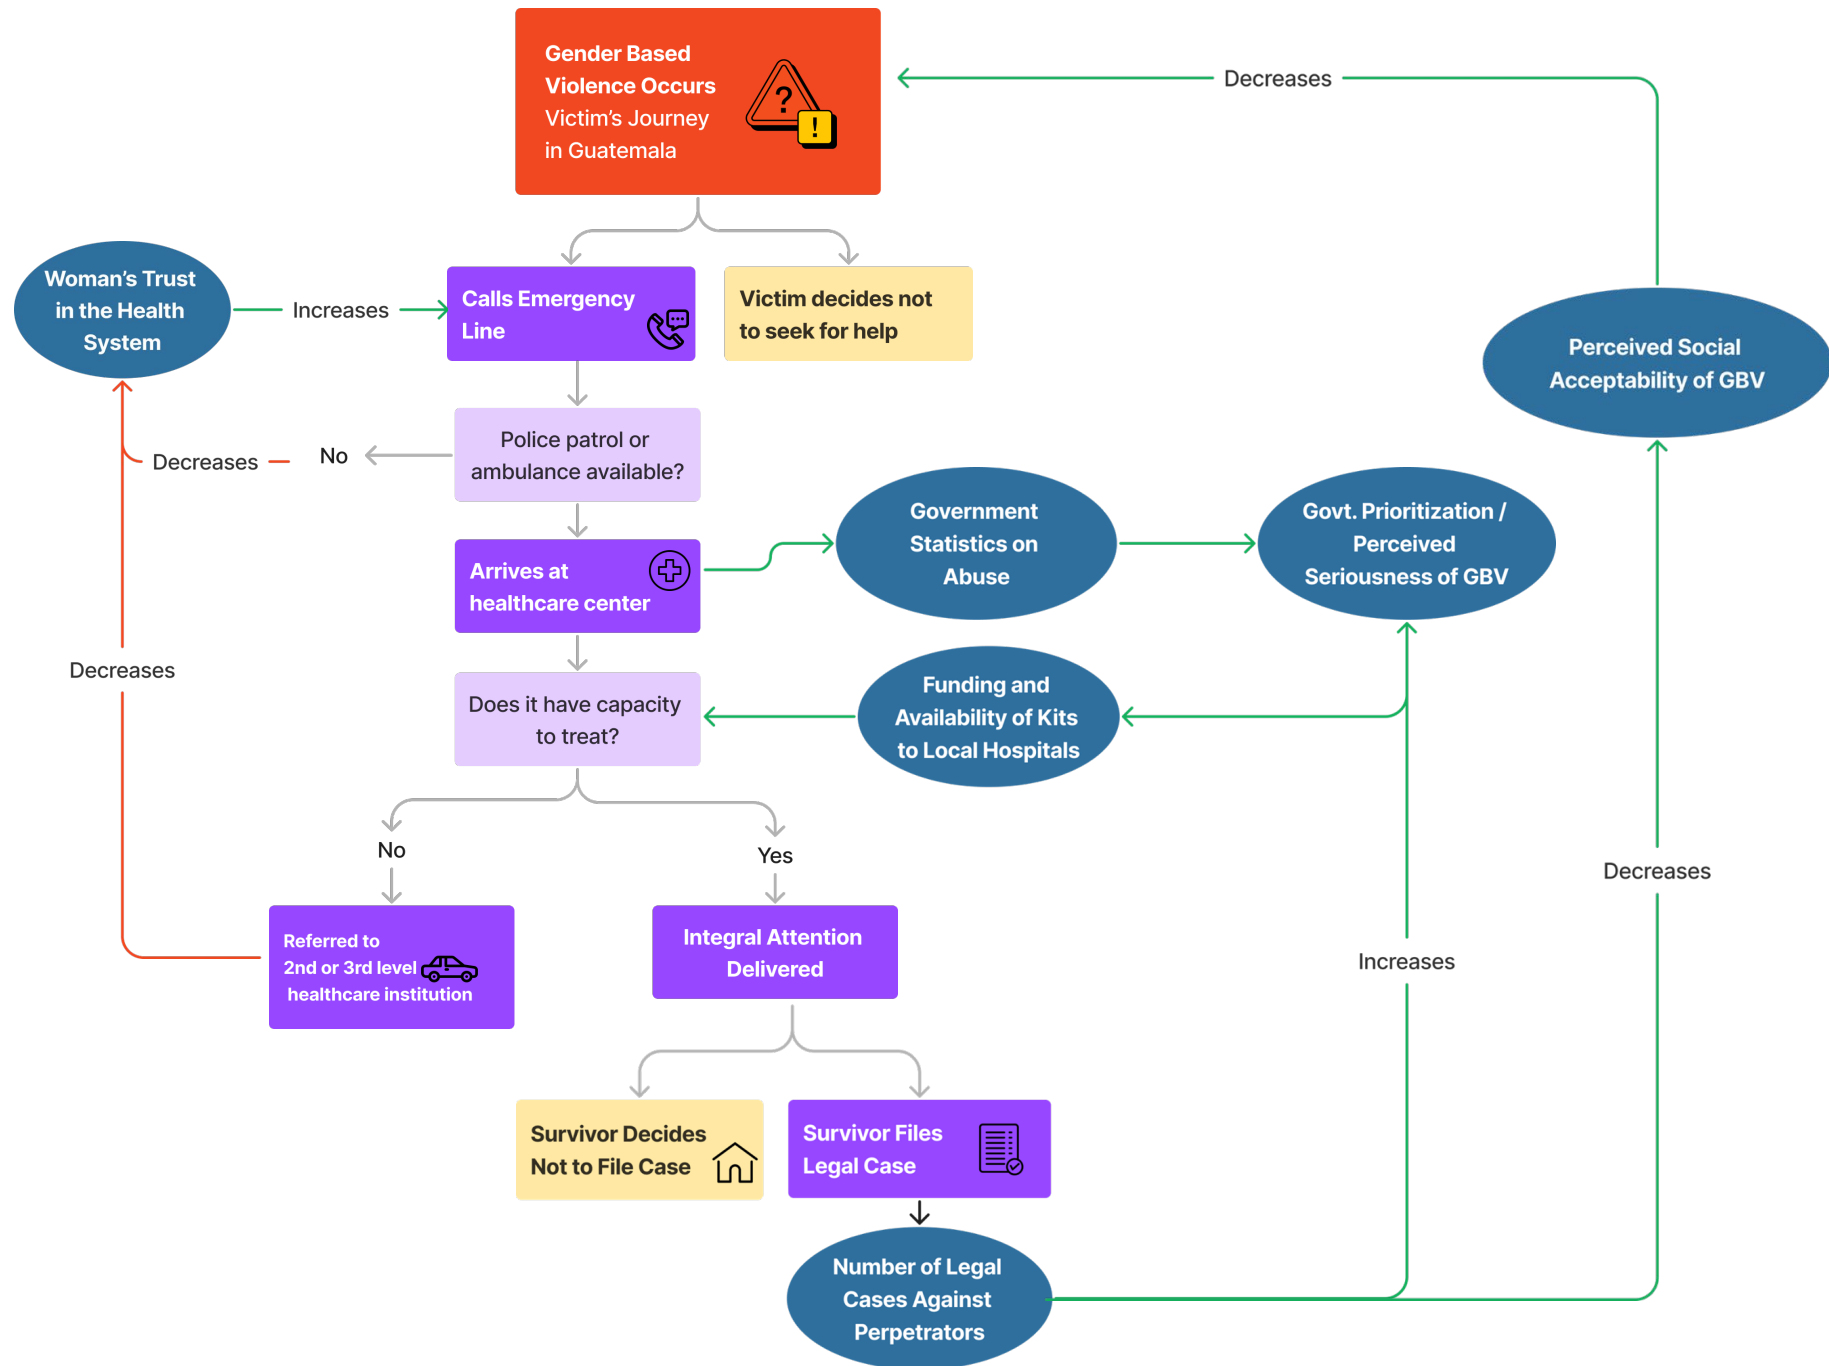 Gender Based
Violence Occurs
Victim's Journey
in Guatemala
?
!
Decreases
Woman's Trust
in the Health
System
Increases
Calls Emergency
Line
Victim decides not
to seek for help
Perceived Social
Acceptability of GBV
Police patrol or
ambulance available?
No
Decreases
Government
Statistics on
Abuse
Govt. Prioritization /
Perceived
Seriousness of GBV
Arrives at
healthcare center
Decreases
Does it have capacity
to treat?
Funding and
Availability of Kits
to Local Hospitals
No
Yes
Decreases
Referred to
2nd or 3rd level
healthcare institution
Integral Attention
Delivered
Increases
Survivor Decides
Not to File Case
Survivor Files
Legal Case
Number of Legal
Cases Against
Perpetrators